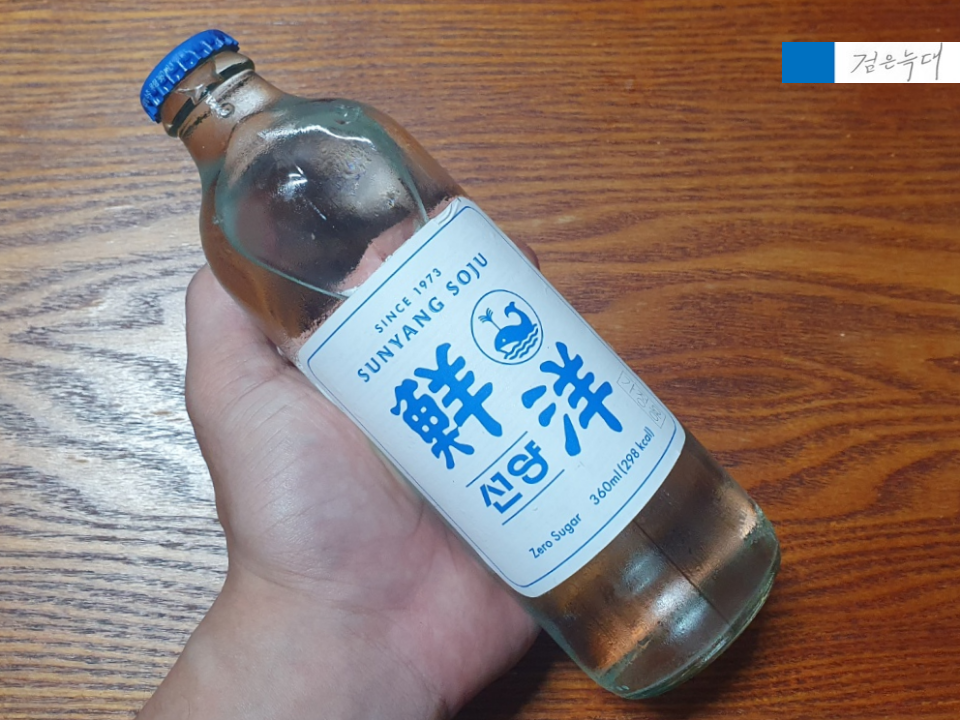 검은늑대
SINCE 1973
SUNYANG SOJU
鮮洋
선양
Zero Sugar 360ml(298 kcal)